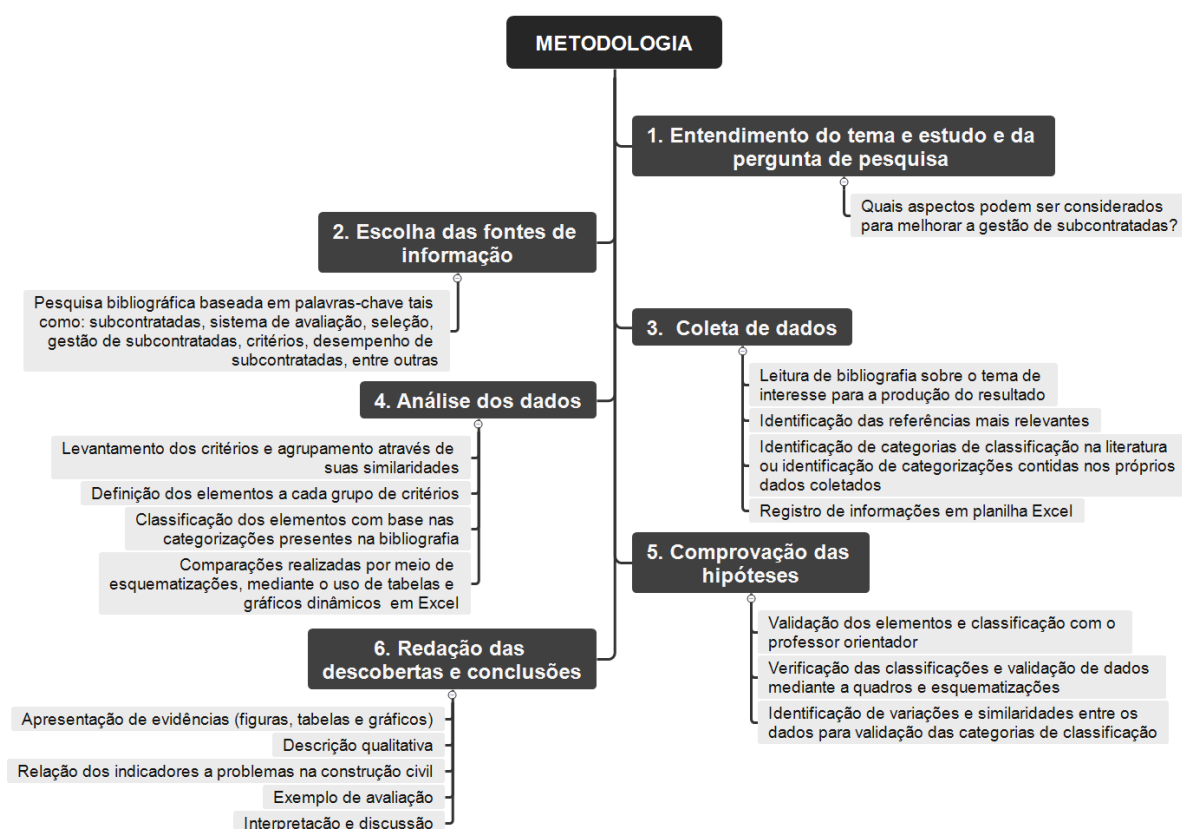 METODOLOGIA
1. Entendimento do tema e estudo e da
pergunta de pesquisa
Quais aspectos podem ser considerados
para melhorar a gestão de subcontratadas?
2. Escolha das fontes de
informação
Pesquisa bibliográfica baseada em palavras-chave tais
como: subcontratadas, sistema de avaliação, seleção,
gestão de subcontratadas, critérios, desempenho de
subcontratadas, entre outras
3. Coleta de dados
Leitura de bibliografia sobre o tema de
interesse para a produção do resultado
Identificação das referências mais relevantes
Identificação de categorias de classificação na literatura
ou identificação de categorizações contidas nos próprios
dados coletados
Registro de informações em planilha Excel
4. Análise dos dados
Levantamento dos critérios e agrupamento através de
suas similaridades
Definição dos elementos a cada grupo de critérios
Classificação dos elementos com base nas
categorizações presentes na bibliografia
Comparações realizadas por meio de
esquematizações, mediante o uso de tabelas e
gráficos dinâmicos em Excel
5. Comprovação das
hipóteses
Validação dos elementos e classificação com o
professor orientador
Verificação das classificações e validação de dados
mediante a quadros e esquematizações
Identificação de variações e similaridades entre os
dados para validação das categorias de classificação
6. Redação das
descobertas e conclusões
Apresentação de evidências (figuras, tabelas e gráficos)
Descrição qualitativa
Relação dos indicadores a problemas na construção civil
Exemplo de avaliação
Interpretação e discussão